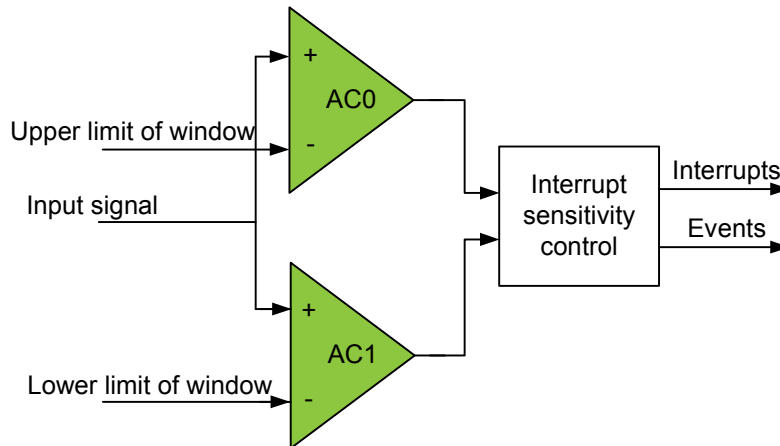 +
AC0
Upper limit of window
-
Input signal
Interrupt
sensitivity
control
Interrupts
Events
+
AC1
Lower limit of window
-